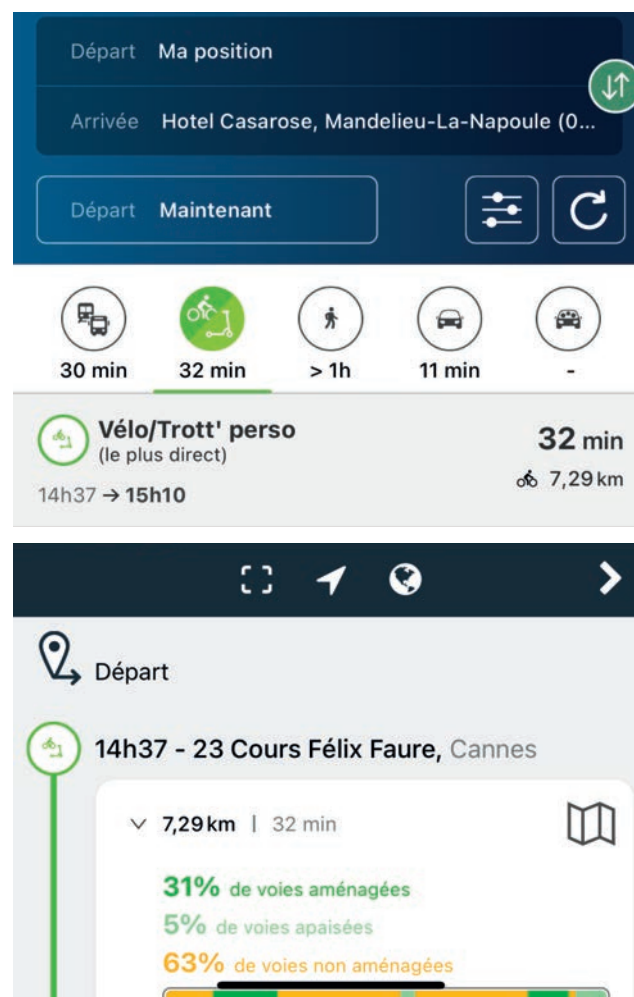 Départ Ma position
Arrivée Hotel Casarose, Mandelieu-La-Napoule (0...
Départ Maintenant
30 min 32 min > 1h 11 min -
Vélo/Trott' perso
(le plus direct)
32 min
7,29 km
14h37 → 15h10
Départ
14h37 - 23 Cours Félix Faure, Cannes
7,29 km | 32 min
31% de voies aménagées
5% de voies apaisées
63% de voies non aménagées